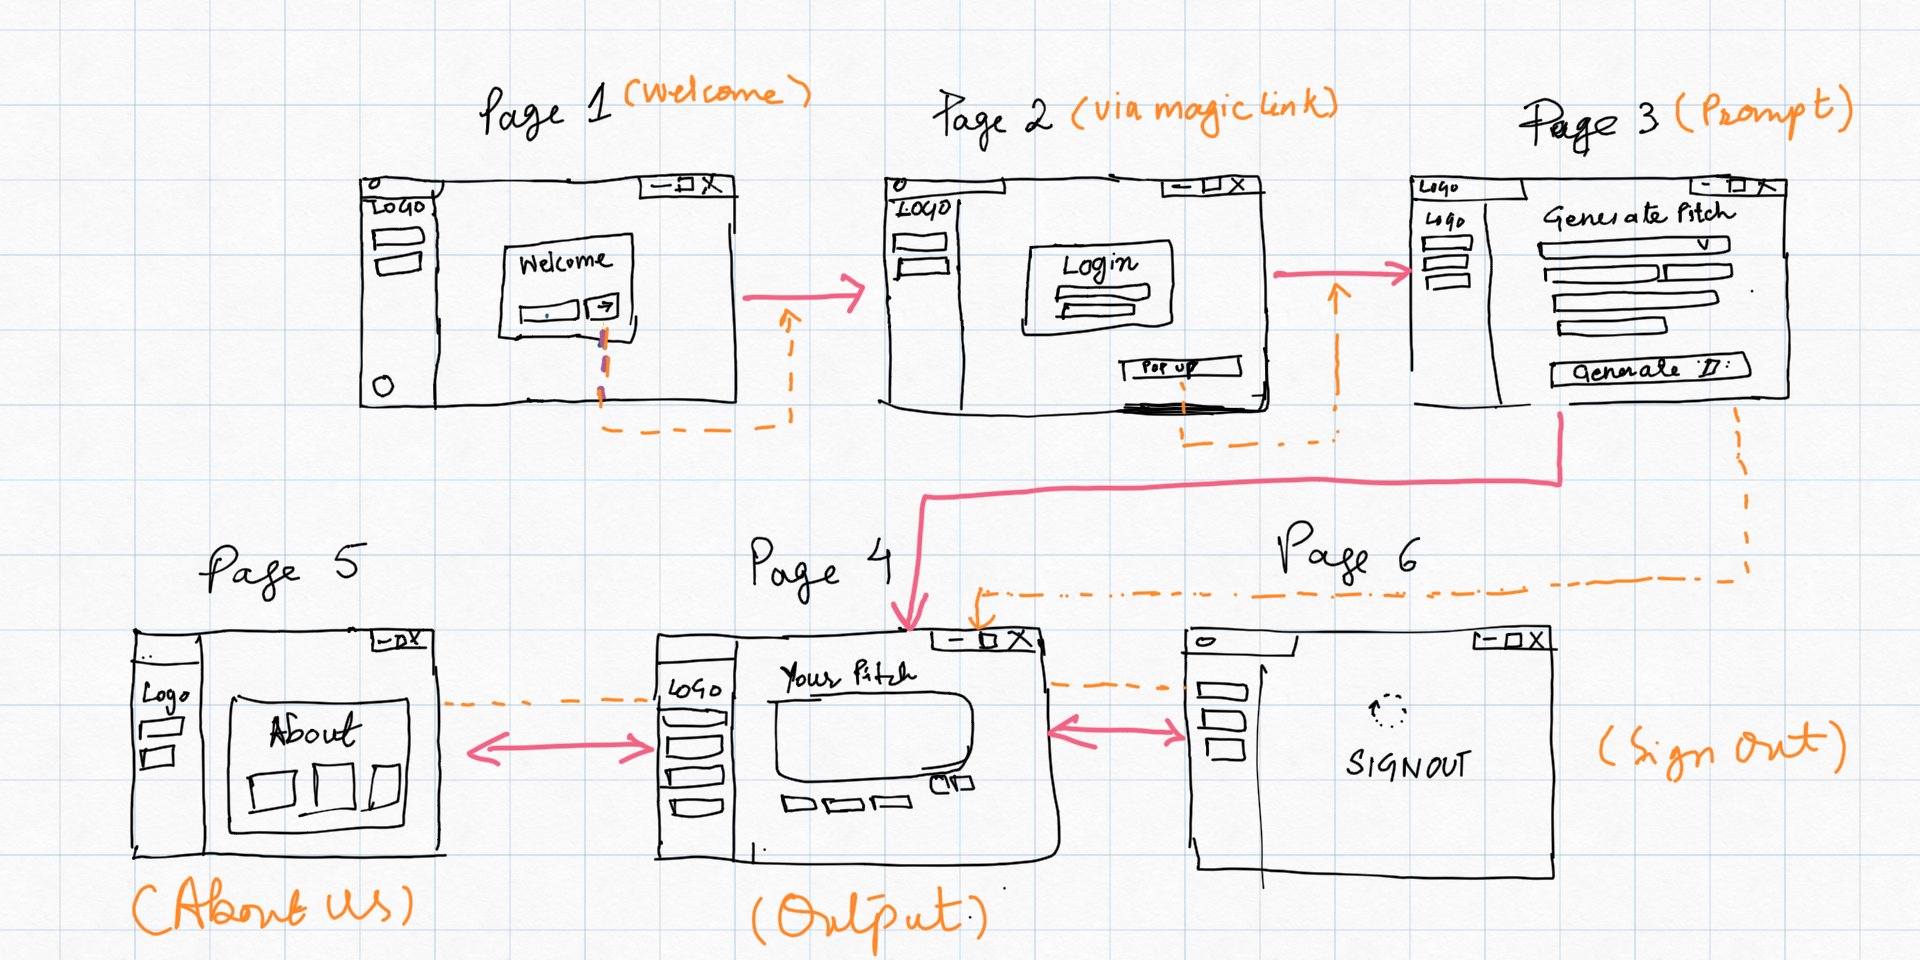 Page 1 (Welcome)
Page 2 (via magic link)
Page 3 (Prompt)
LOGO
Welcome
LOGO
Login
Pop up
Logo
Logo
Generate Pitch
Generate
Page 5
Page 4
Page 6
Logo
About
LOGO
Your Pitch
SIGNOUT
(Sign Out)
(About Us)
(Output)